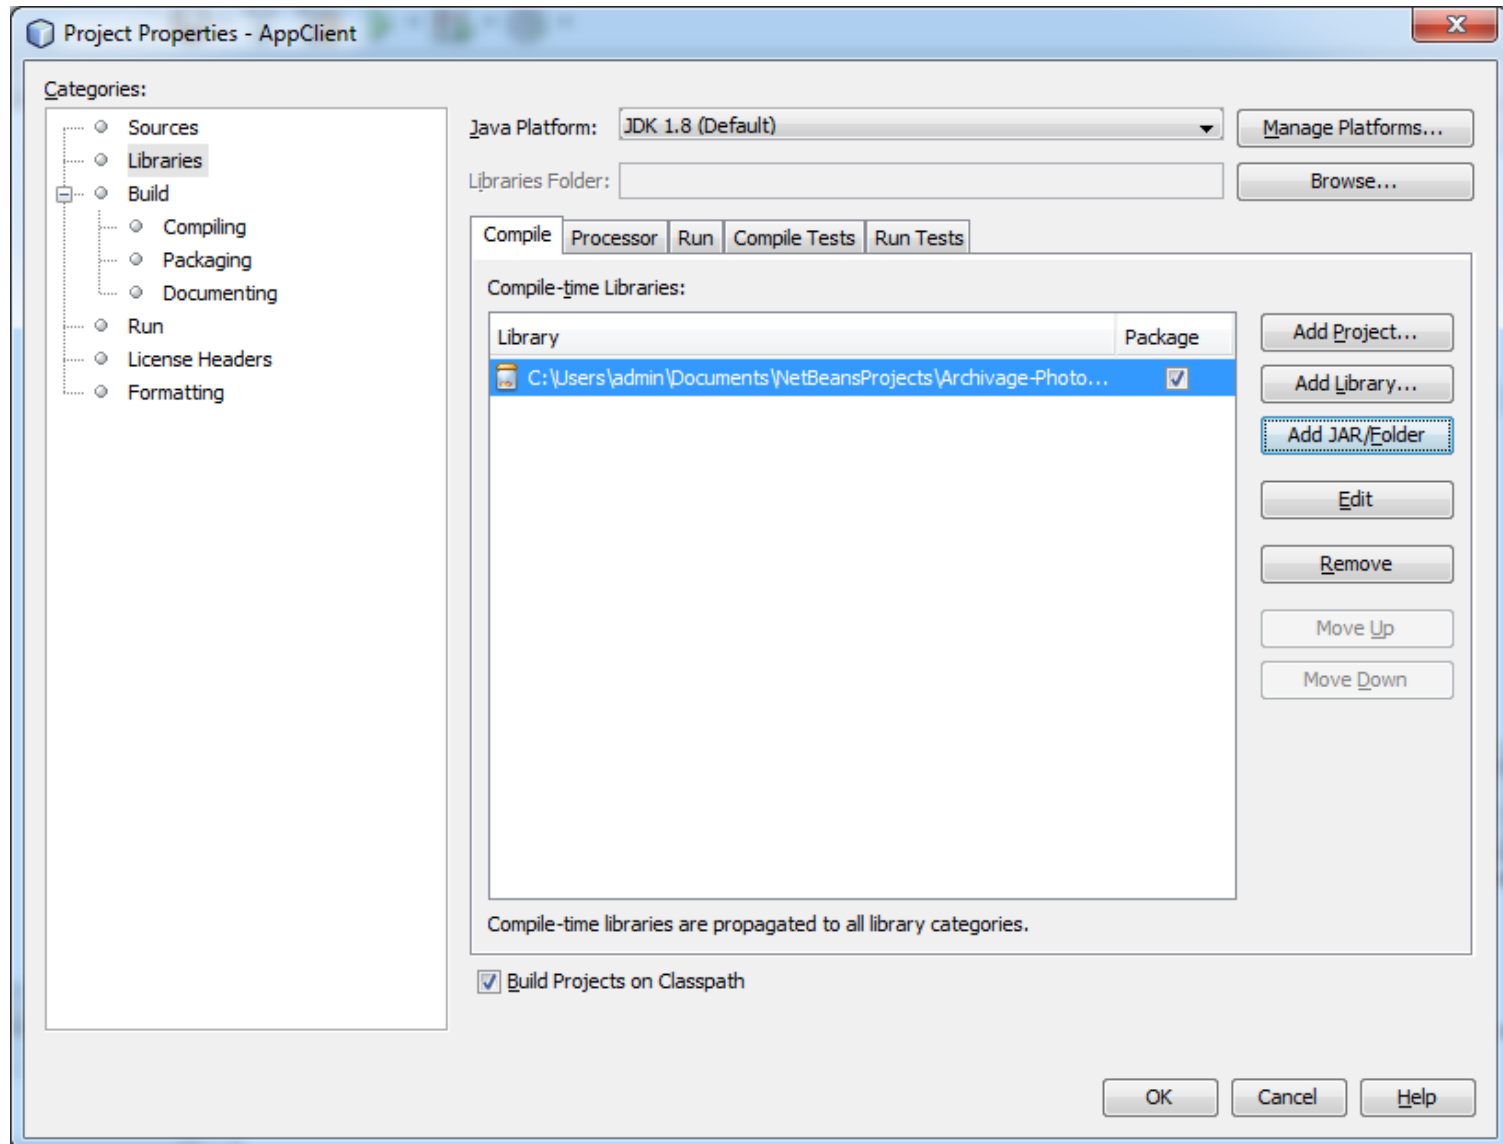 Project Properties - AppClient
Categories:
Sources
Libraries
Build
Compiling
Packaging
Documenting
Run
License Headers
Formatting
Java Platform: JDK 1.8 (Default) Manage Platforms...
Libraries Folder: Browse...
Compile Processor Run Compile Tests Run Tests
Compile-time Libraries:
Library Package
C:\Users\admin\Documents\NetBeansProjects\Archivage-Photo...
Add Project...
Add Library...
Add JAR/Folder
Edit
Remove
Move Up
Move Down
Compile-time libraries are propagated to all library categories.
Build Projects on Classpath
OK Cancel Help